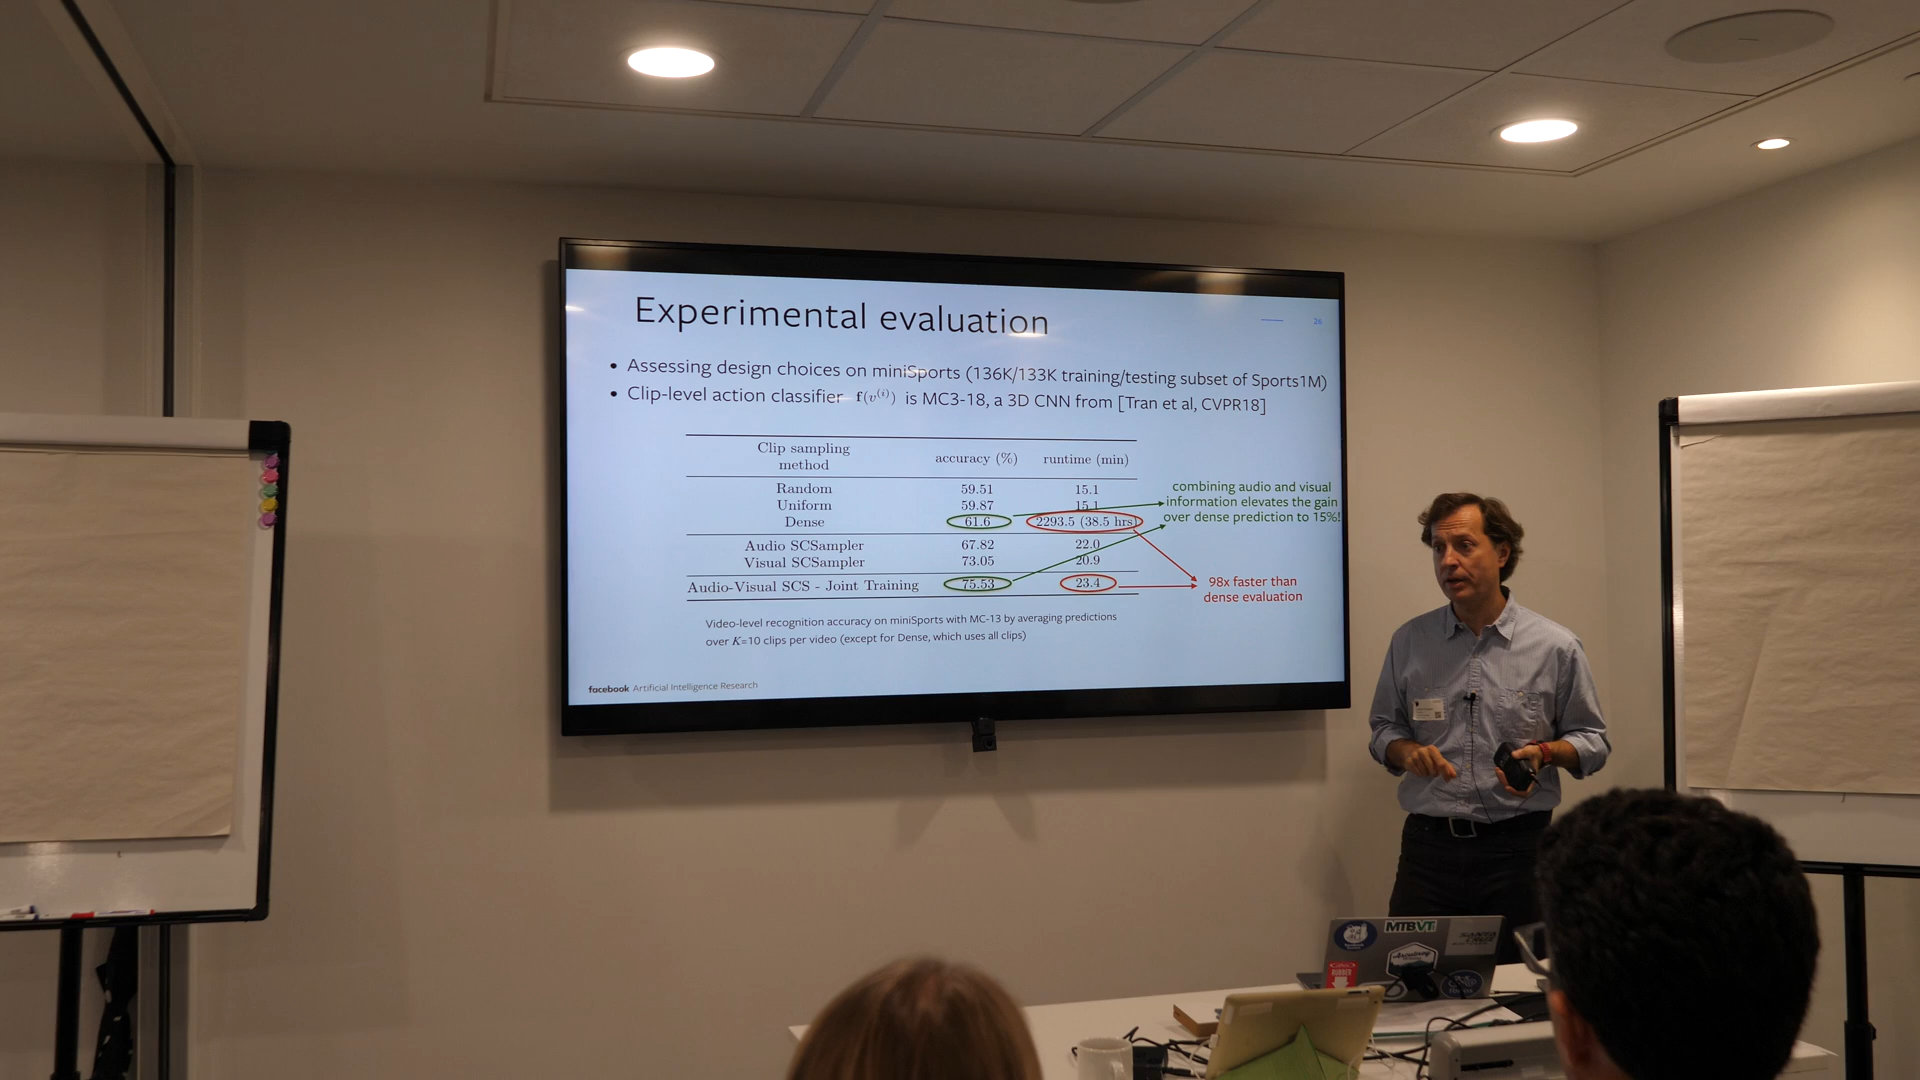 Experimental evaluation
26
• Assessing design choices on miniSports (136K/133K training/testing subset of Sports1M)
• Clip-level action classifier f(v⁽ⁱ⁾) is MC3-18, a 3D CNN from [Tran et al, CVPR18]
Clip sampling
method
accuracy (%) runtime (min)
Random 59.51 15.1
Uniform 59.87 15.1
Dense 61.6 2293.5 (38.5 hrs)
Audio SCSampler 67.82 22.0
Visual SCSampler 73.05 20.9
Audio-Visual SCS - Joint Training 75.53 23.4
combining audio and visual
information elevates the gain
over dense prediction to 15%!
98x faster than
dense evaluation
Video-level recognition accuracy on miniSports with MC-13 by averaging predictions
over K=10 clips per video (except for Dense, which uses all clips)
facebook Artificial Intelligence Research
MTBVT
SANTA
CRUZ